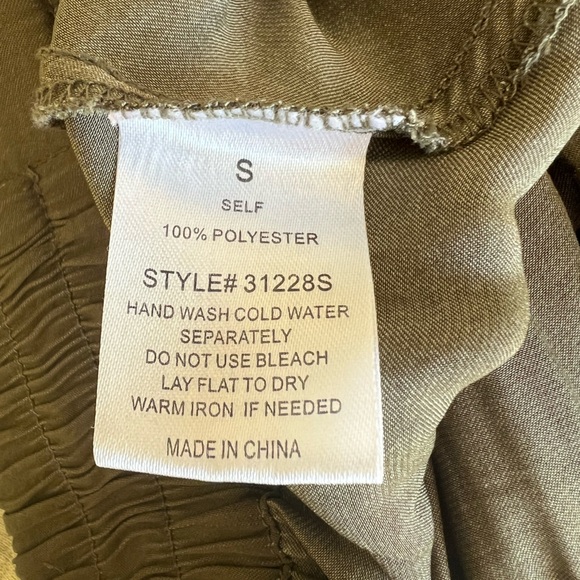 S
SELF
100% POLYESTER
STYLE# 31228S
HAND WASH COLD WATER
SEPARATELY
DO NOT USE BLEACH
LAY FLAT TO DRY
WARM IRON IF NEEDED
MADE IN CHINA